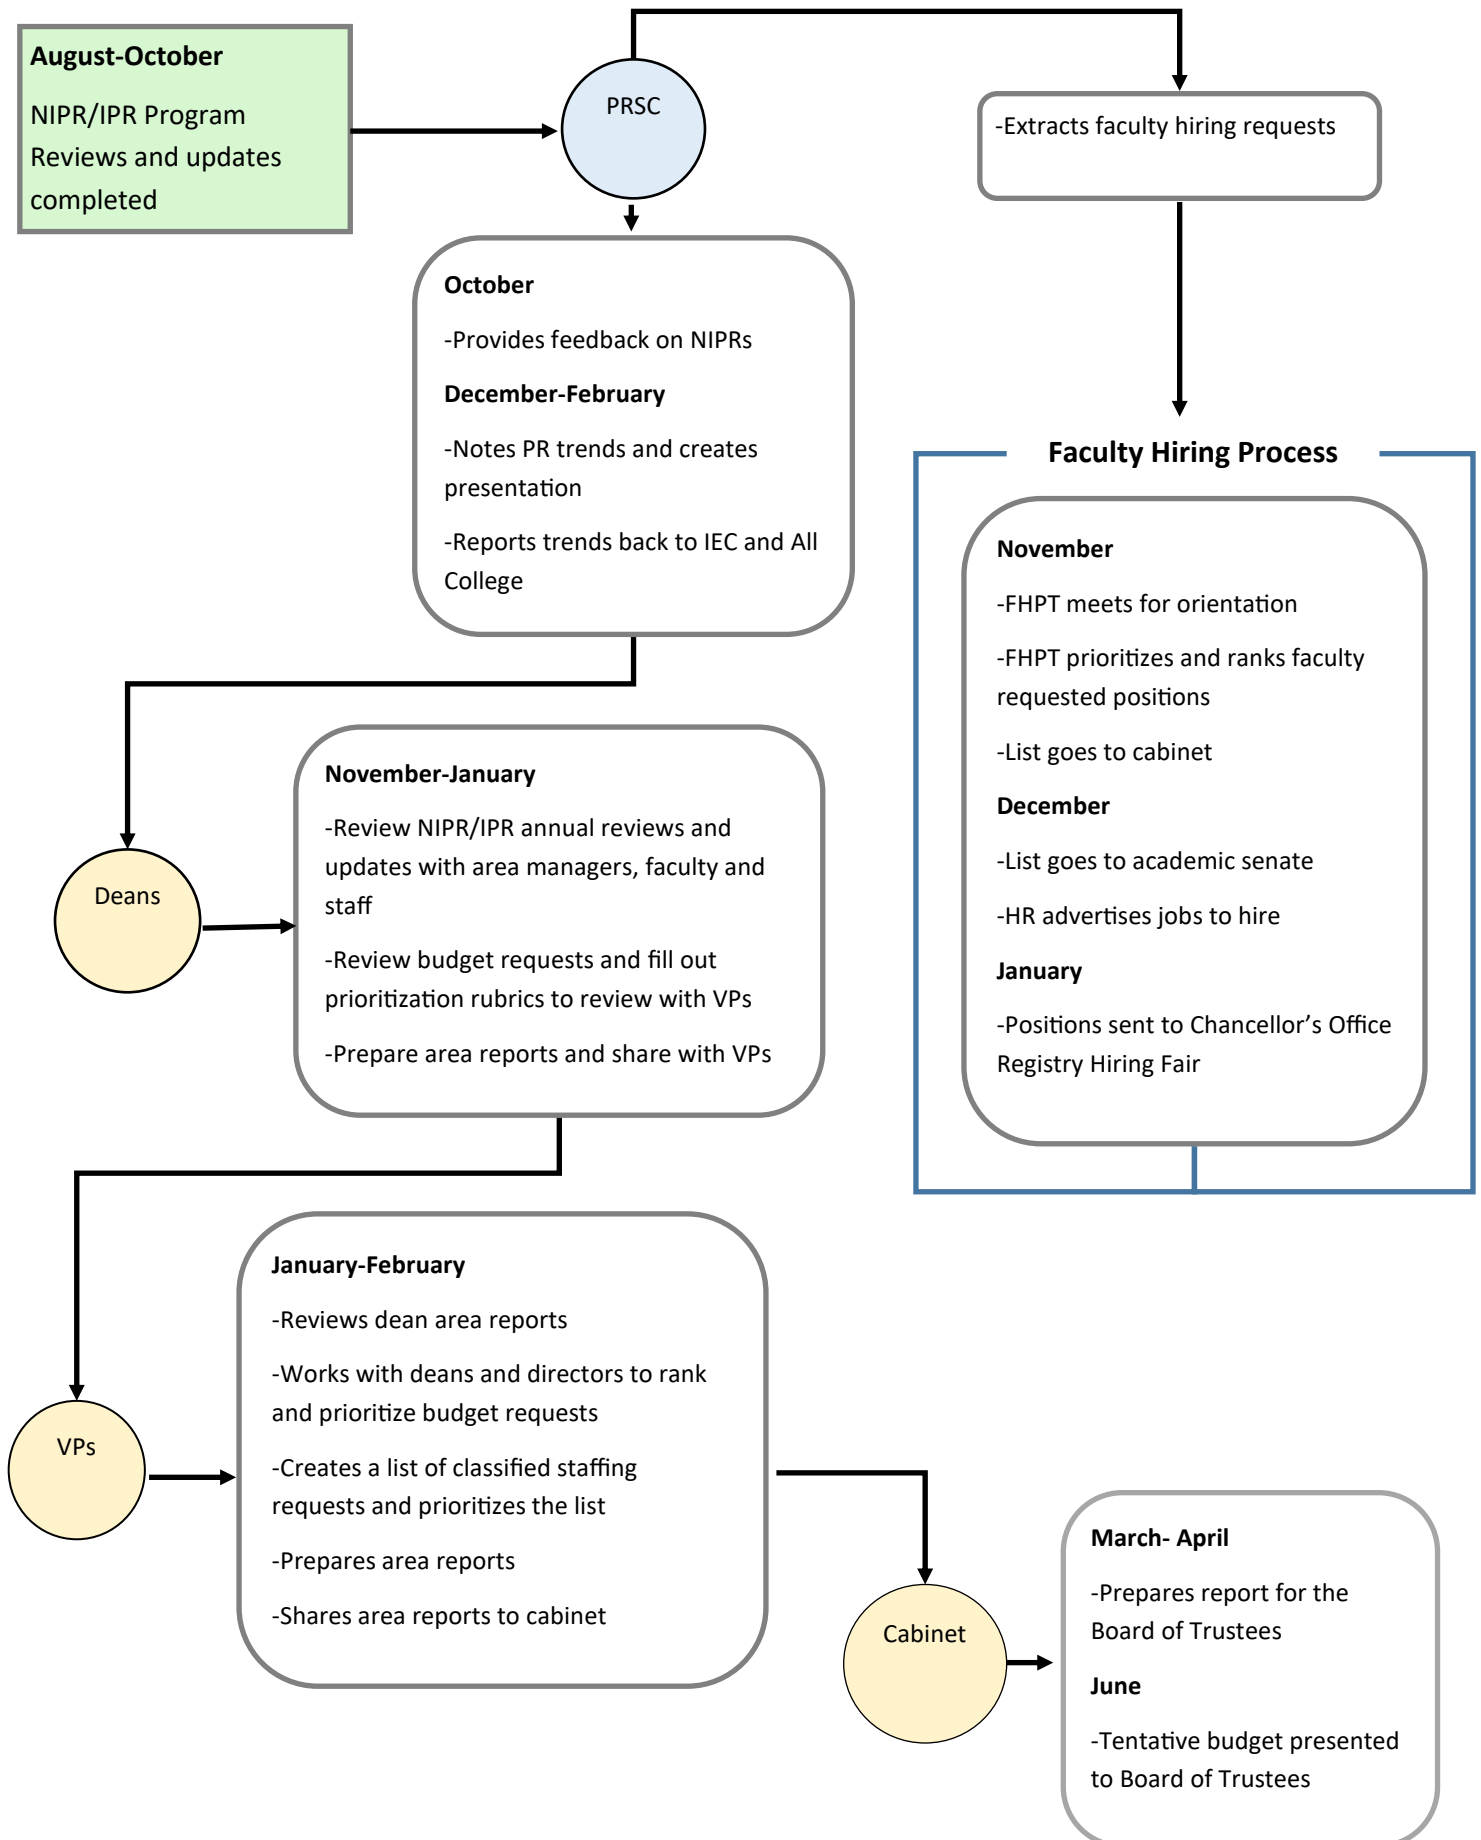 August-October
NIPR/IPR Program
Reviews and updates
completed
PRSC
-Extracts faculty hiring requests
October
-Provides feedback on NIPRs
December-February
-Notes PR trends and creates
presentation
-Reports trends back to IEC and All
College
Faculty Hiring Process
November
-FHPT meets for orientation
-FHPT prioritizes and ranks faculty
requested positions
-List goes to cabinet
December
-List goes to academic senate
-HR advertises jobs to hire
January
-Positions sent to Chancellor’s Office
Registry Hiring Fair
Deans
November-January
-Review NIPR/IPR annual reviews and
updates with area managers, faculty and
staff
-Review budget requests and fill out
prioritization rubrics to review with VPs
-Prepare area reports and share with VPs
VPs
January-February
-Reviews dean area reports
-Works with deans and directors to rank
and prioritize budget requests
-Creates a list of classified staffing
requests and prioritizes the list
-Prepares area reports
-Shares area reports to cabinet
Cabinet
March- April
-Prepares report for the
Board of Trustees
June
-Tentative budget presented
to Board of Trustees